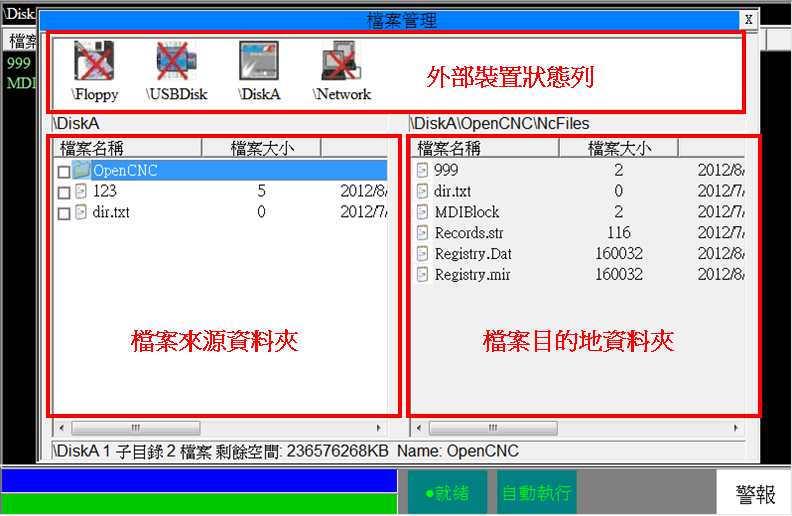 \Disk
檔案管理
X
檔案
999
MDI
\Floppy
\USBDisk
\DiskA
\Network
外部裝置狀態列
\DiskA
\DiskA\OpenCNC\NcFiles
檔案名稱 檔案大小
OpenCNC
123 5 2012/8/
dir.txt 0 2012/7/
檔案來源資料夾
檔案名稱 檔案大小
999 2 2012/8/
dir.txt 0 2012/7/
MDIBlock 2 2012/7/
Records.str 116 2012/7/
Registry.Dat 160032 2012/8/
Registry.mir 160032 2012/8/
檔案目的地資料夾
\DiskA 1 子目錄 2 檔案 剩餘空間: 236576268KB Name: OpenCNC
●就緒
自動執行
警報